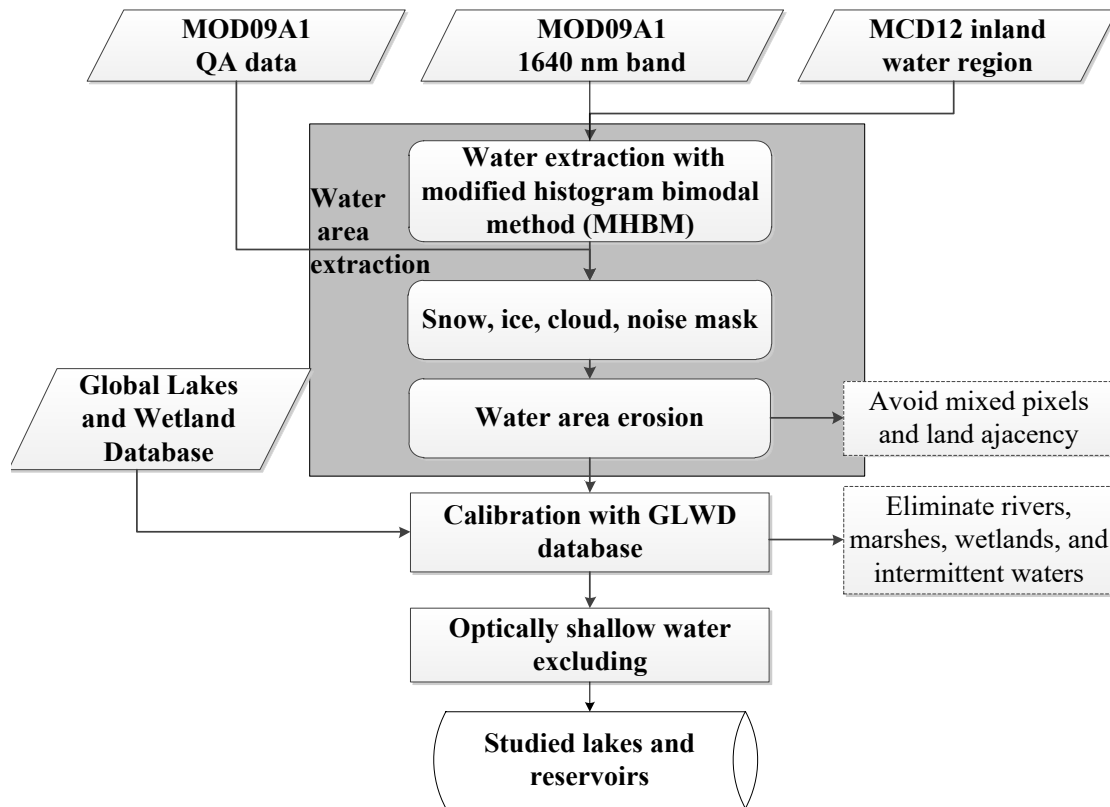 MOD09A1
QA data
MOD09A1
1640 nm band
MCD12 inland
water region
Water extraction with
modified histogram bimodal
method (MHBM)
Water
area
extraction
Snow, ice, cloud, noise mask
Global Lakes
and Wetland
Database
Water area erosion
Avoid mixed pixels
and land ajacency
Calibration with GLWD
database
Eliminate rivers,
marshes, wetlands, and
intermittent waters
Optically shallow water
excluding
Studied lakes and
reservoirs